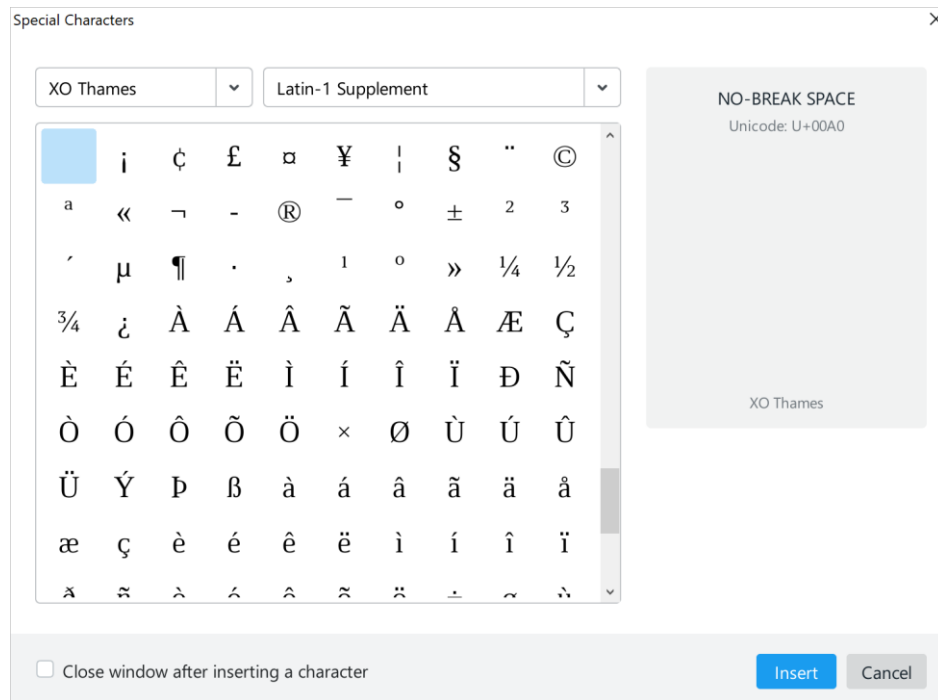 Special Characters
XO Thames
Latin-1 Supplement
NO-BREAK SPACE
Unicode: U+00A0
¡ ¢ £ ¤ ¥ ¦ § ¨ ©
ª « ¬ - ® ¯ ° ± ² ³
´ µ ¶ · ¸ ¹ º » ¼ ½
¾ ¿ À Á Â Ã Ä Å Æ Ç
È É Ê Ë Ì Í Î Ï Ð Ñ
Ò Ó Ô Õ Ö × Ø Ù Ú Û
Ü Ý Þ ß à á â ã ä å
æ ç è é ê ë ì í î ï
XO Thames
Close window after inserting a character
Insert
Cancel